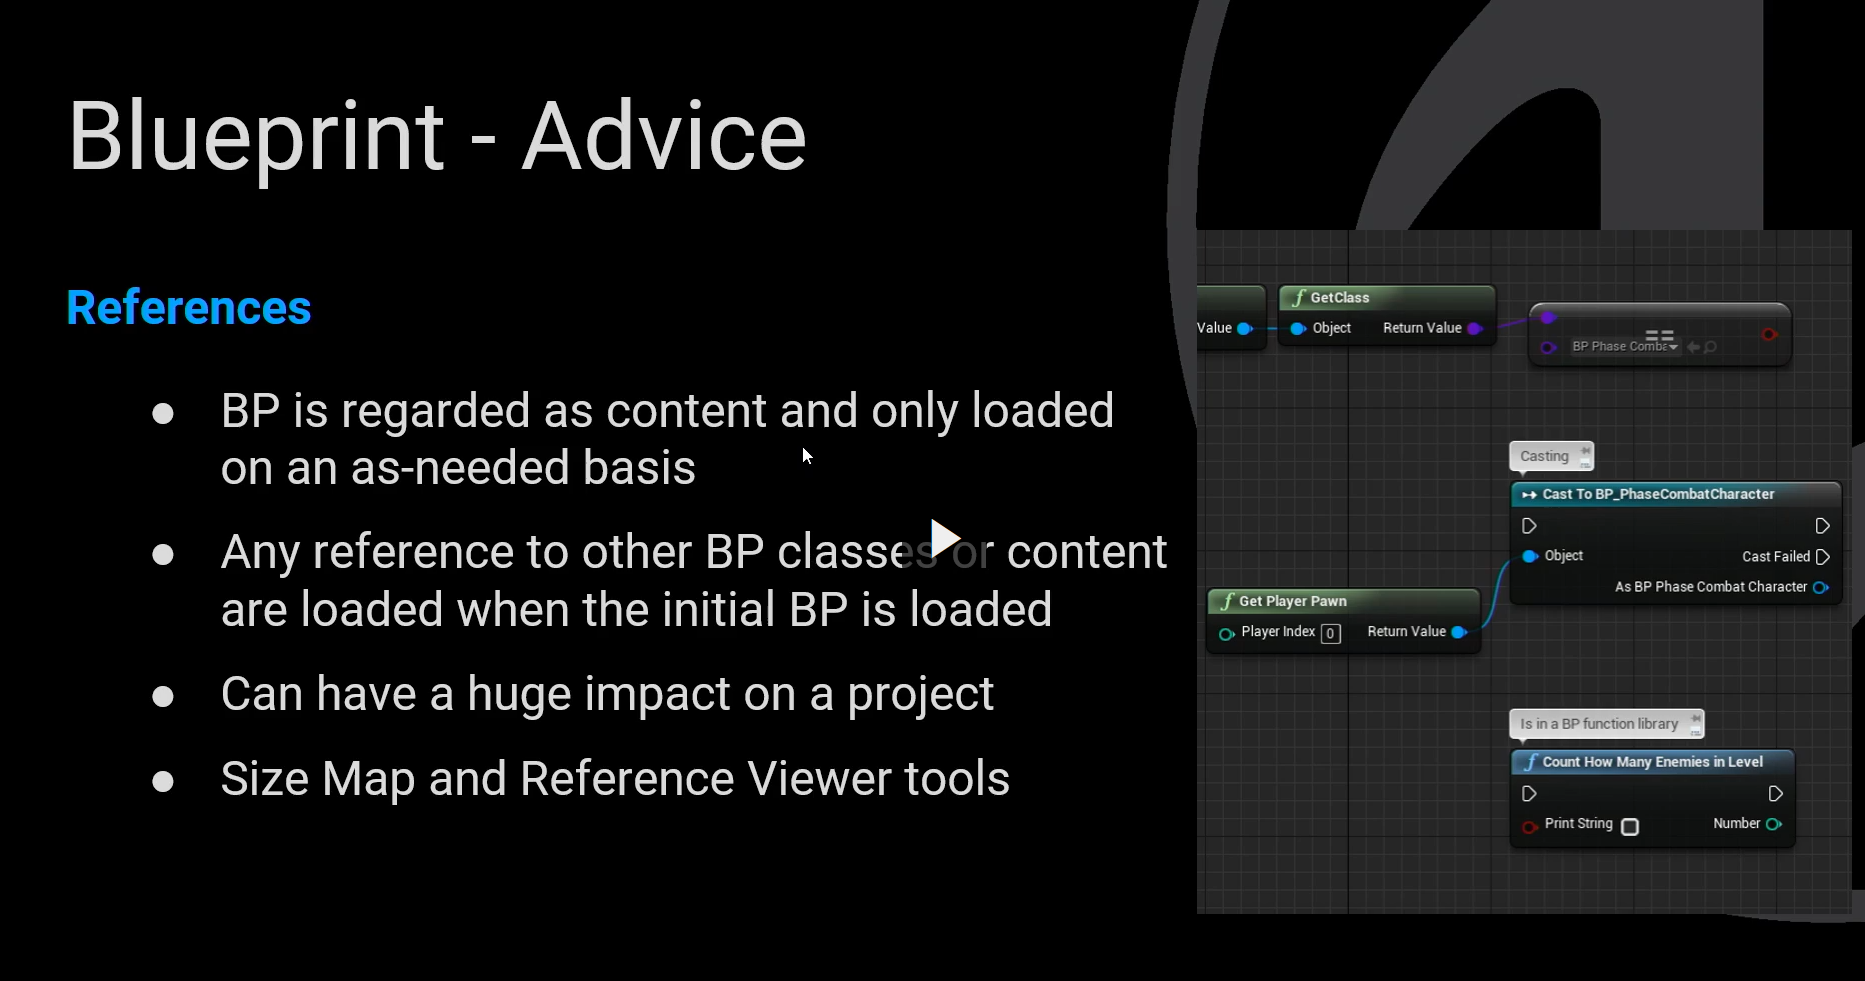 Blueprint - Advice
References
● BP is regarded as content and only loaded
on an as-needed basis
● Any reference to other BP classes or content
are loaded when the initial BP is loaded
● Can have a huge impact on a project
● Size Map and Reference Viewer tools
f GetClass
Value Object Return Value
==
BP Phase Comba
Casting
Cast To BP_PhaseCombatCharacter
Object Cast Failed
As BP Phase Combat Character
f Get Player Pawn
Player Index 0 Return Value
Is in a BP function library
f Count How Many Enemies in Level
Print String Number